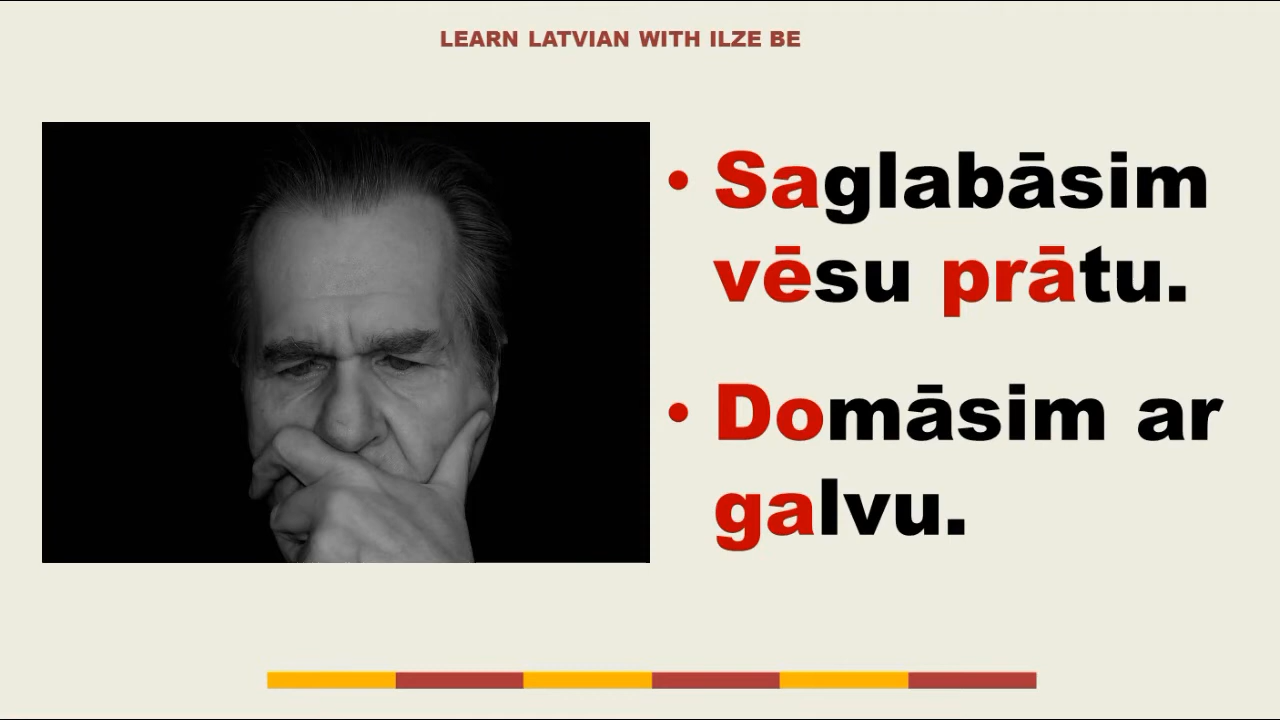 LEARN LATVIAN WITH ILZE BE
• Saglabāsim
vēsu prātu.
• Domāsim ar
galvu.